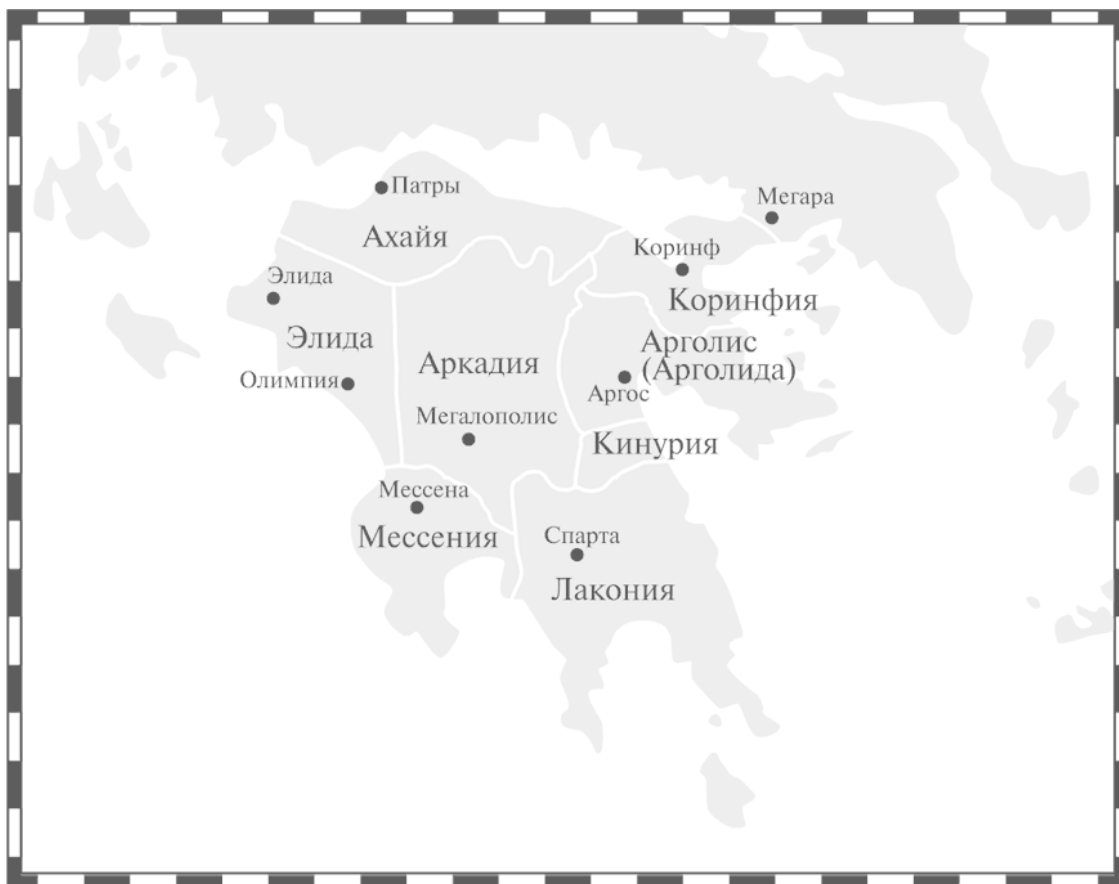 Патры
Мегара
Ахайя
Коринф
Элида
Коринфия
Элида
Арголис
(Арголида)
Аркадия
Олимпия
Аргос
Мегалополис
Кинурия
Мессена
Мессения
Спарта
Лакония